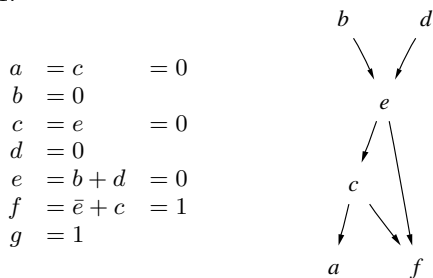 a = c = 0
b = 0
c = e = 0
d = 0
e = b + d = 0
f = ē + c = 1
g = 1
b d
e
c
a f